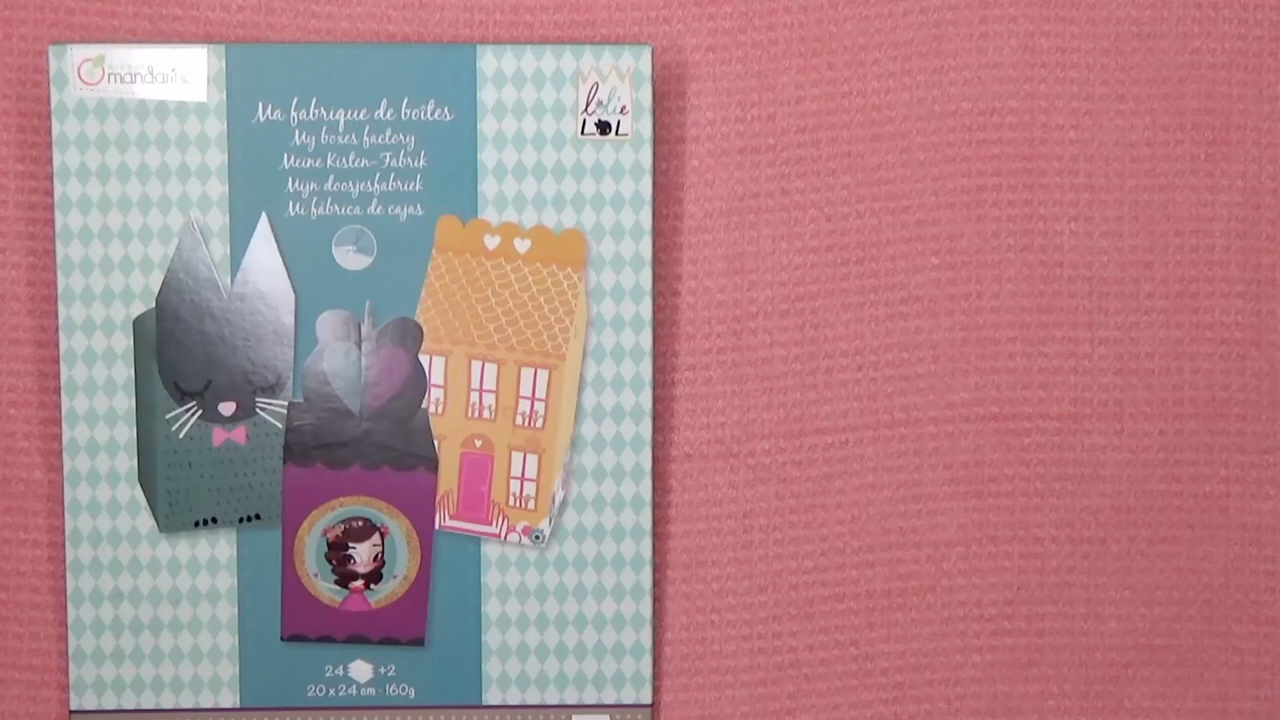 mandarine
Ma fabrique de boîtes
My boxes factory
Meine Kisten-Fabrik
Mijn doosjesfabriek
Mi fábrica de cajas
lolie
LOL
24 +2
20 x 24 cm - 160g